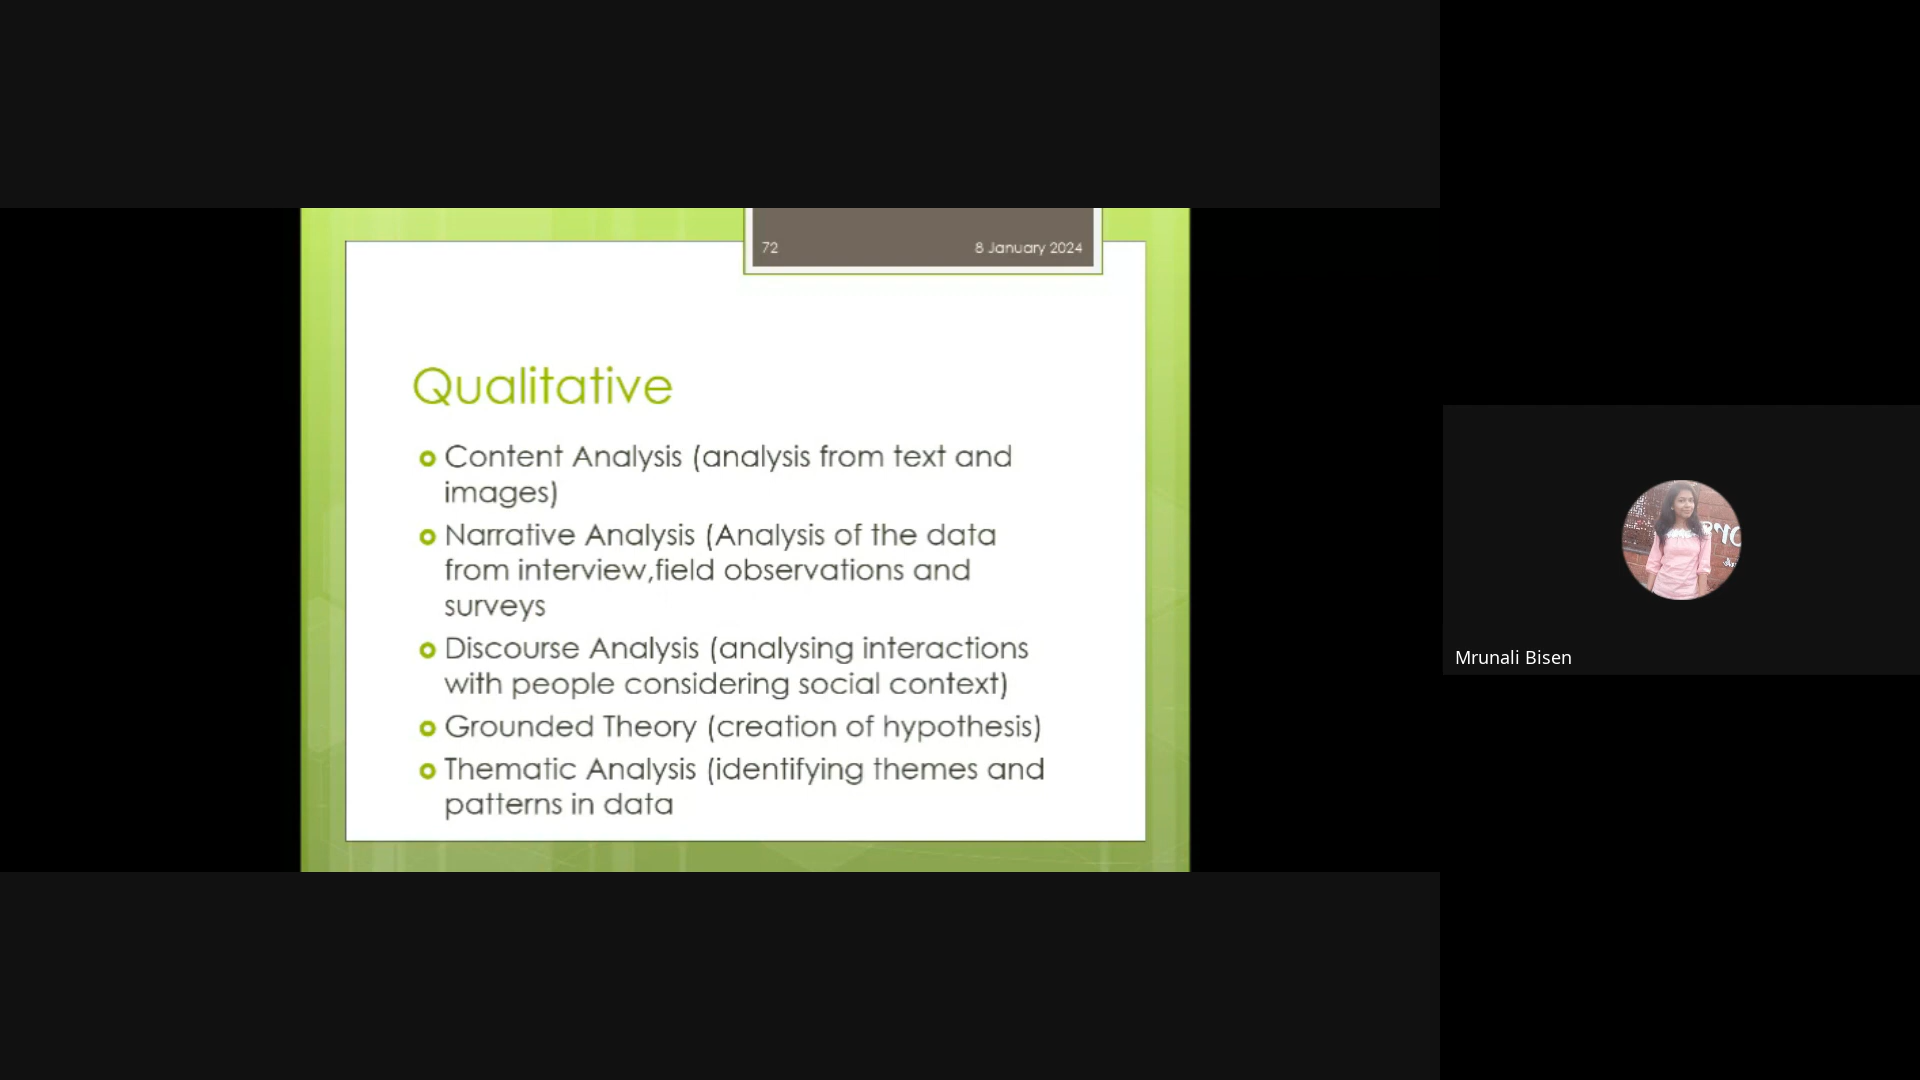 72
8 January 2024
Qualitative
Content Analysis (analysis from text and
images)
Narrative Analysis (Analysis of the data
from interview,field observations and
surveys
Discourse Analysis (analysing interactions
with people considering social context)
Grounded Theory (creation of hypothesis)
Thematic Analysis (identifying themes and
patterns in data
Mrunali Bisen